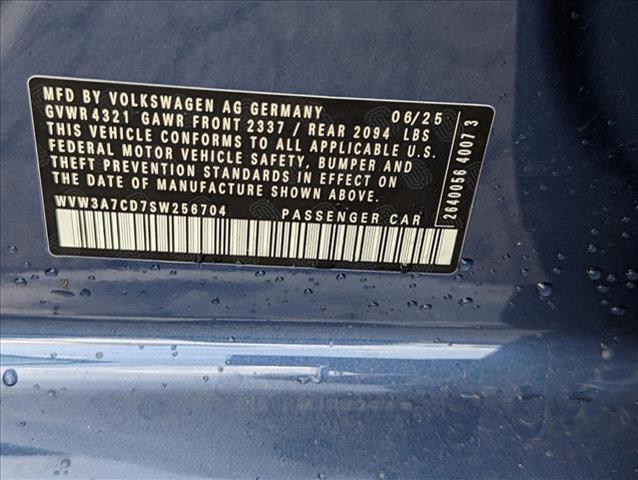 MFD BY VOLKSWAGEN AG GERMANY 06/25
GVWR 4321 GAWR FRONT 2337 / REAR 2094 LBS
THIS VEHICLE CONFORMS TO ALL APPLICABLE U.S.
FEDERAL MOTOR VEHICLE SAFETY, BUMPER AND
THEFT PREVENTION STANDARDS IN EFFECT ON
THE DATE OF MANUFACTURE SHOWN ABOVE.
WVW3A7CD7SW256704 PASSENGER CAR
2640056 4007 3